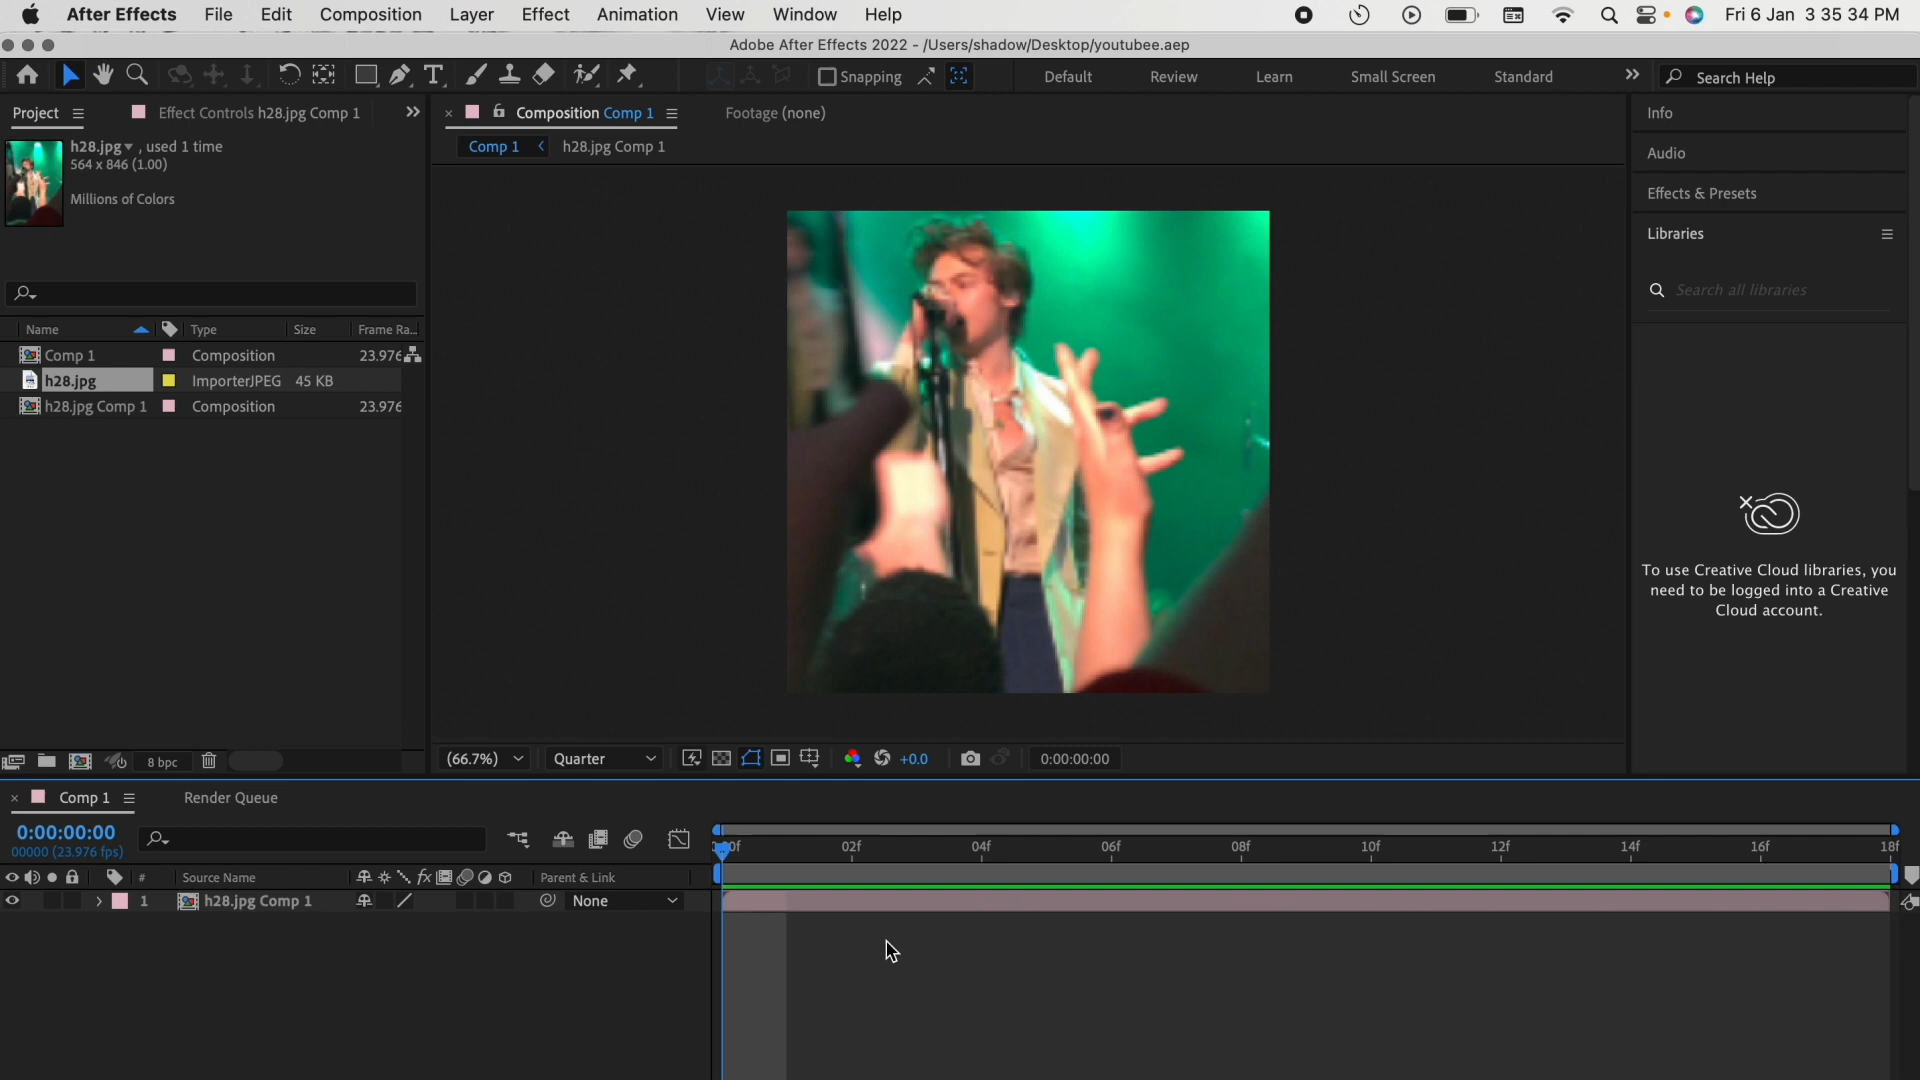 After Effects File Edit Composition Layer Effect Animation View Window Help Fri 6 Jan 3 35 34 PM
Adobe After Effects 2022 - /Users/shadow/Desktop/youtubee.aep
Snapping Default Review Learn Small Screen Standard Search Help
Project Effect Controls h28.jpg Comp 1
Composition Comp 1 Footage (none)
Comp 1 h28.jpg Comp 1
h28.jpg , used 1 time
564 x 846 (1.00)
Millions of Colors
Name Type Size Frame Ra...
Comp 1 Composition 23.976
h28.jpg ImporterJPEG 45 KB
h28.jpg Comp 1 Composition 23.976
8 bpc
(66.7%) Quarter +0.0 0:00:00:00
Info
Audio
Effects & Presets
Libraries
Search all libraries
To use Creative Cloud libraries, you
need to be logged into a Creative
Cloud account.
Comp 1 Render Queue
0:00:00:00
00000 (23.976 fps)
02f 04f 06f 08f 10f 12f 14f 16f 18f
# Source Name fx Parent & Link
1 h28.jpg Comp 1 None